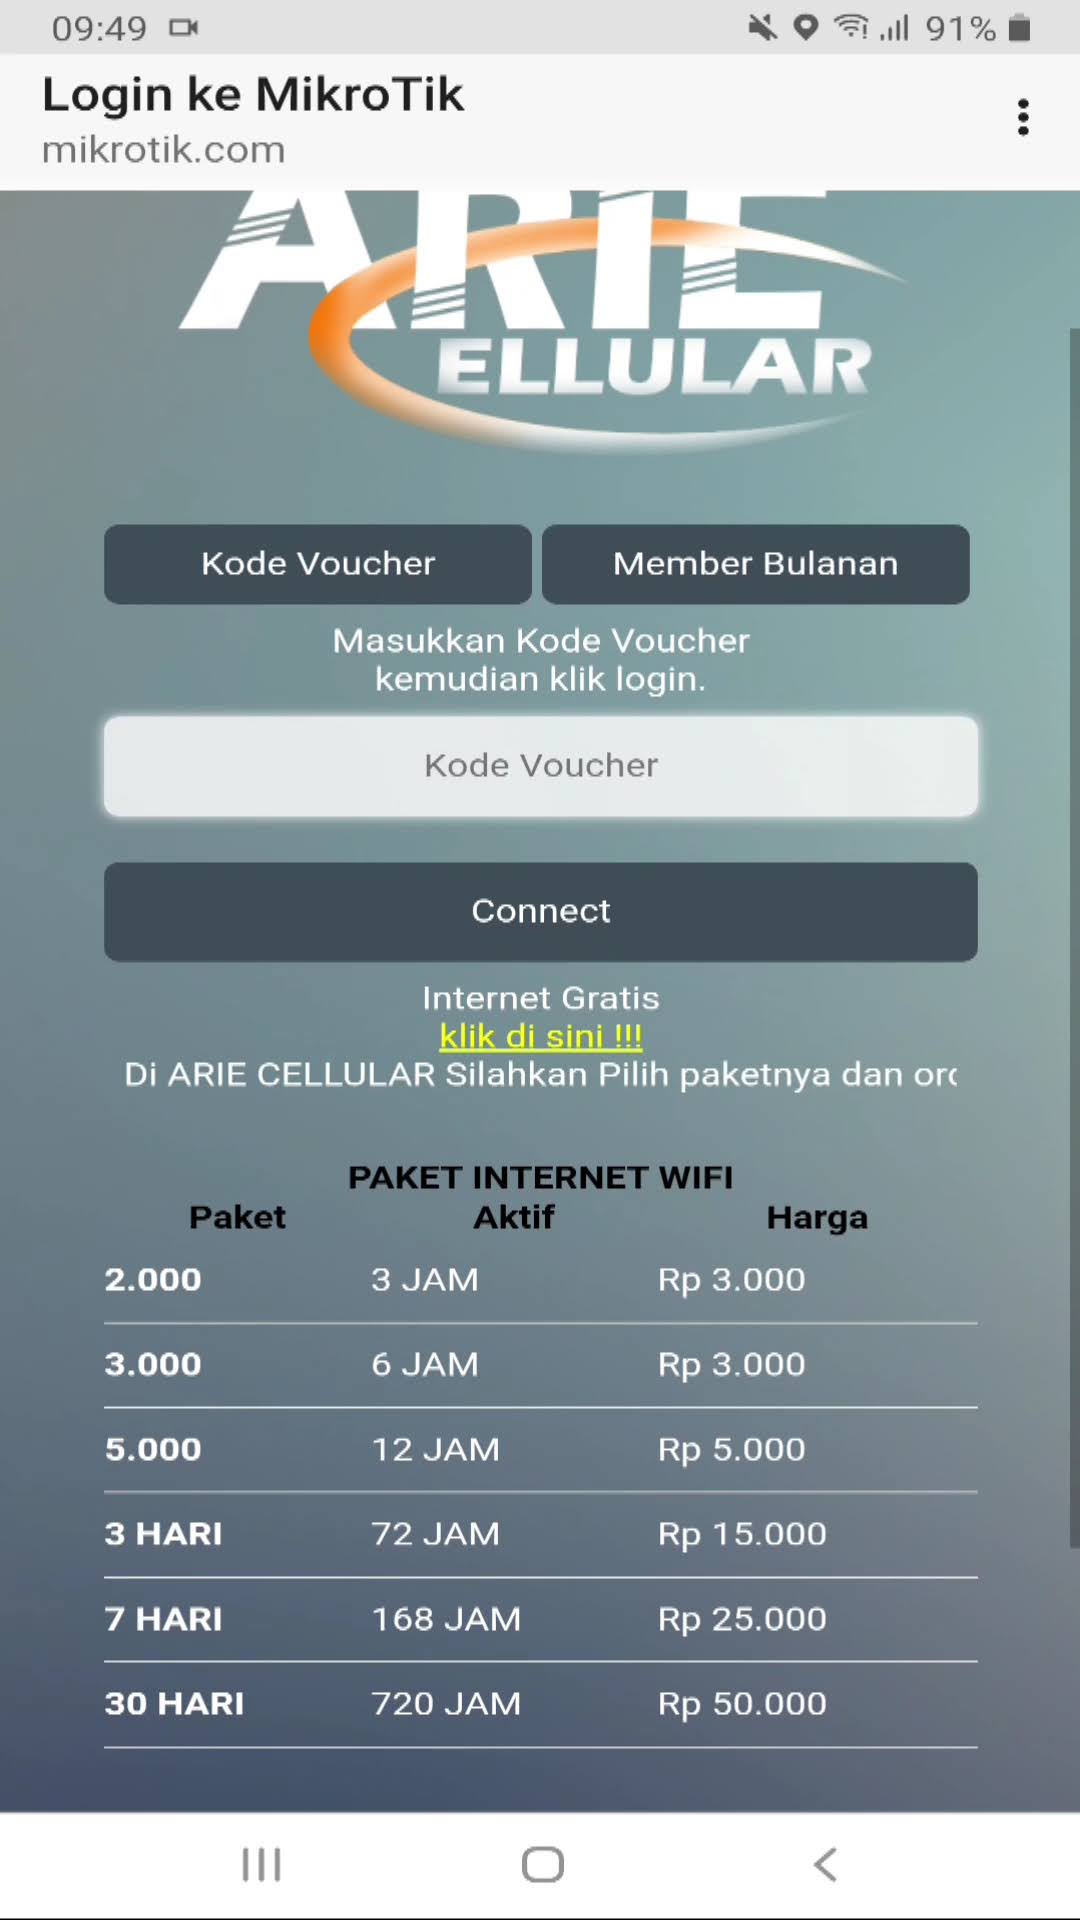 09:49
91%
Login ke MikroTik
mikrotik.com
ARIE
CELLULAR
Kode Voucher
Member Bulanan
Masukkan Kode Voucher
kemudian klik login.
Kode Voucher
Connect
Internet Gratis
klik di sini !!!
Di ARIE CELLULAR Silahkan Pilih paketnya dan
PAKET INTERNET WIFI
Paket Aktif Harga
2.000 3 JAM Rp 3.000
3.000 6 JAM Rp 3.000
5.000 12 JAM Rp 5.000
3 HARI 72 JAM Rp 15.000
7 HARI 168 JAM Rp 25.000
30 HARI 720 JAM Rp 50.000